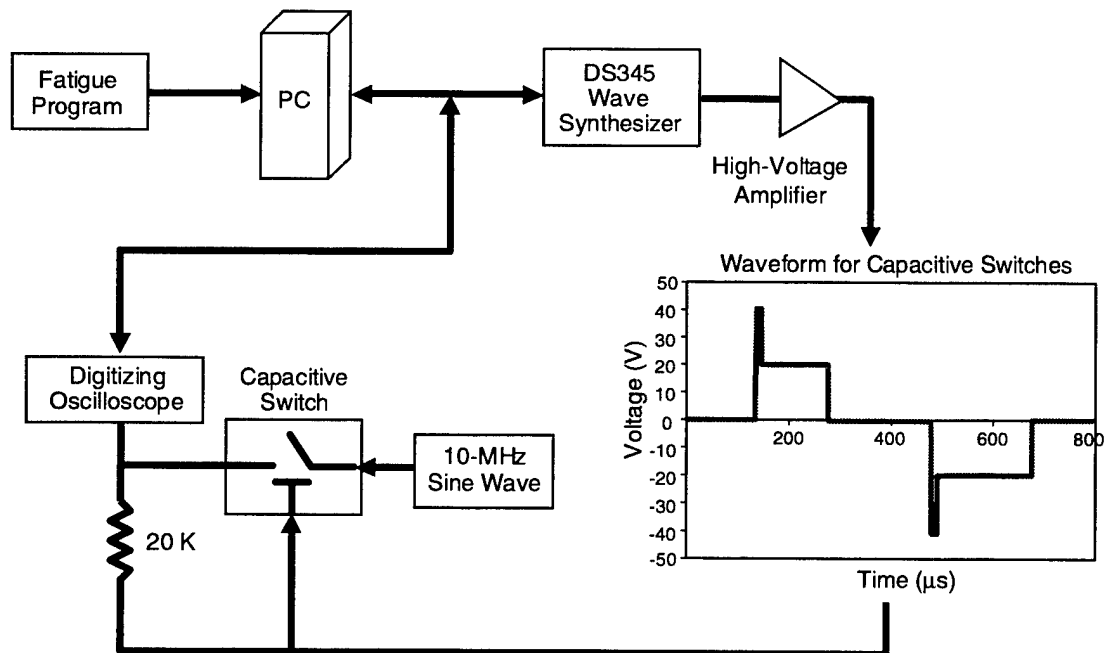 Fatigue
Program
PC
DS345
Wave
Synthesizer
High-Voltage
Amplifier
Waveform for Capacitive Switches
50
40
30
20
10
0
-10
-20
-30
-40
-50
200
400
600
800
Voltage (V)
Time (μs)
Digitizing
Oscilloscope
Capacitive
Switch
10-MHz
Sine Wave
20 K